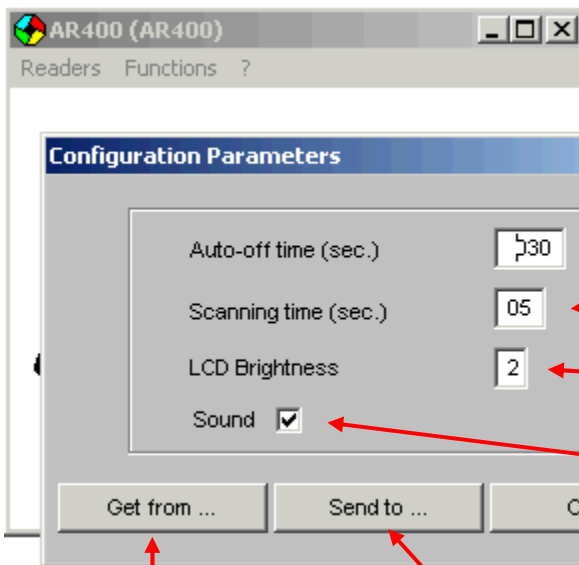 AR400 (AR400)
Readers Functions ?
Configuration Parameters
Auto-off time (sec.) 30
Scanning time (sec.) 05
LCD Brightness 2
Sound
Get from ... Send to ...